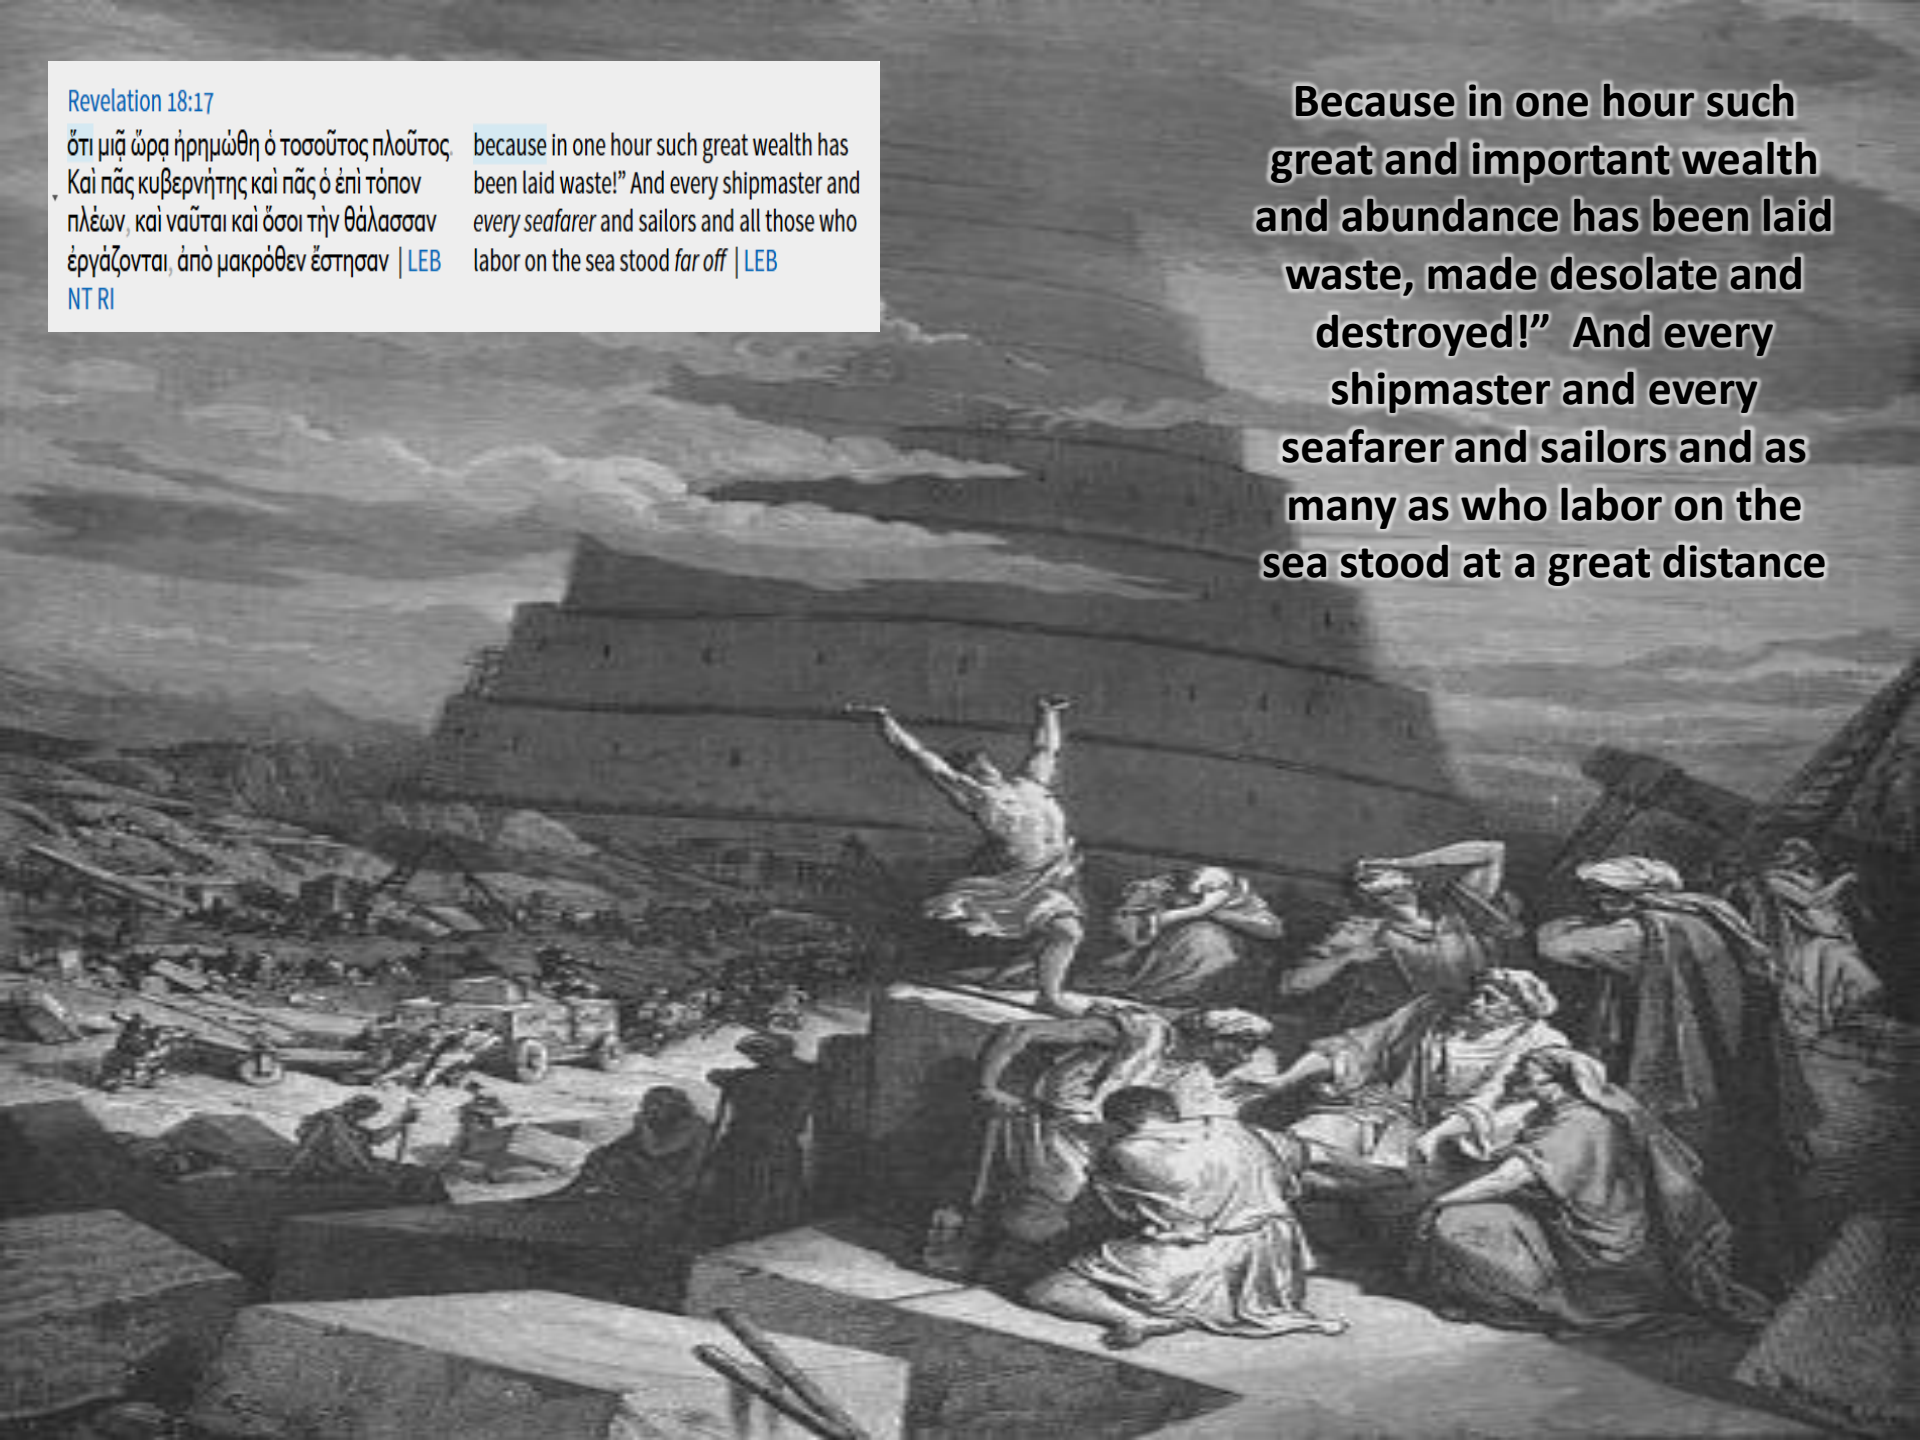 Revelation 18:17
ὅτι μιᾷ ὥρᾳ ἠρημώθη ὁ τοσοῦτος πλοῦτος.
Καὶ πᾶς κυβερνήτης καὶ πᾶς ὁ ἐπὶ τόπον
πλέων, καὶ ναῦται καὶ ὅσοι τὴν θάλασσαν
ἐργάζονται, ἀπὸ μακρόθεν ἔστησαν | LEB
NT RI
because in one hour such great wealth has
been laid waste!” And every shipmaster and
every seafarer and sailors and all those who
labor on the sea stood far off | LEB
Because in one hour such
great and important wealth
and abundance has been laid
waste, made desolate and
destroyed!” And every
shipmaster and every
seafarer and sailors and as
many as who labor on the
sea stood at a great distance